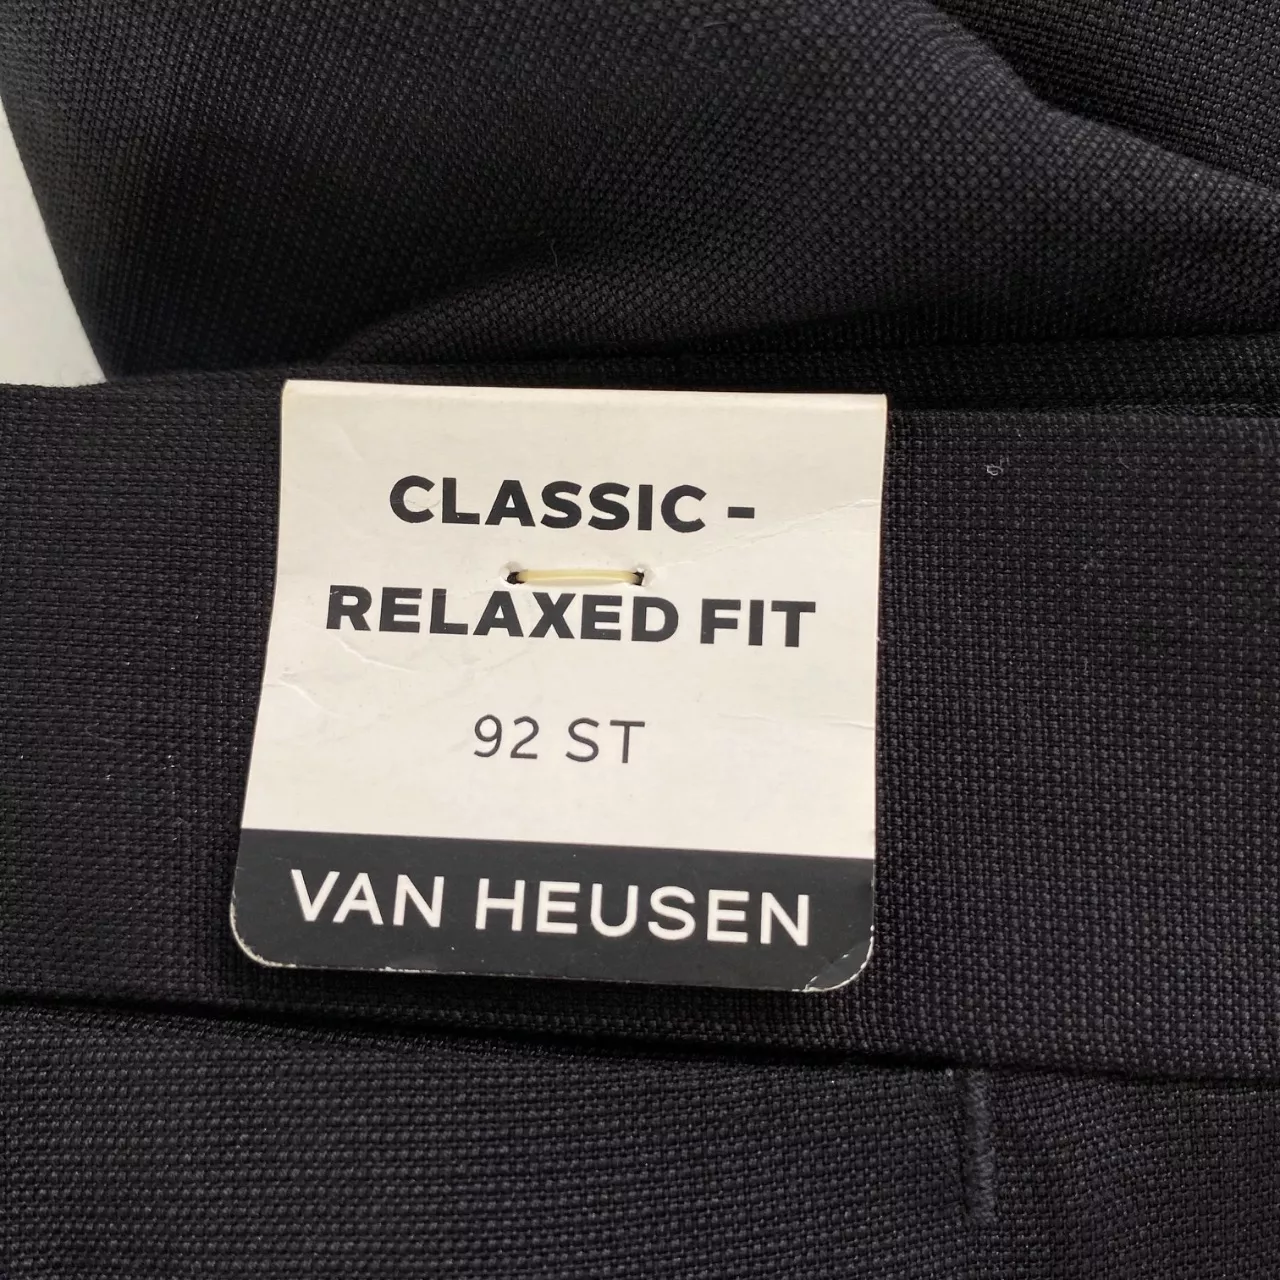 CLASSIC -
RELAXED FIT
92 ST
VAN HEUSEN